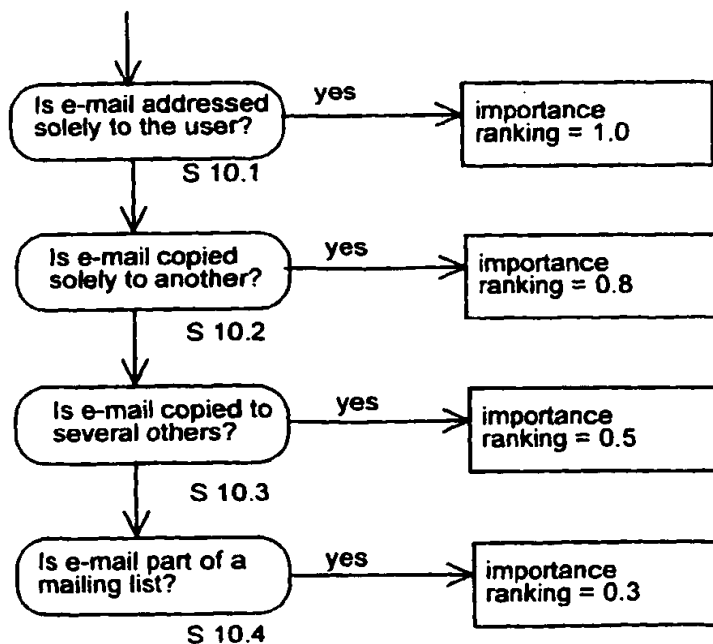 Is e-mail addressed
solely to the user?
yes
importance
ranking = 1.0
S 10.1
Is e-mail copied
solely to another?
yes
importance
ranking = 0.8
S 10.2
Is e-mail copied to
several others?
yes
importance
ranking = 0.5
S 10.3
Is e-mail part of a
mailing list?
yes
importance
ranking = 0.3
S 10.4